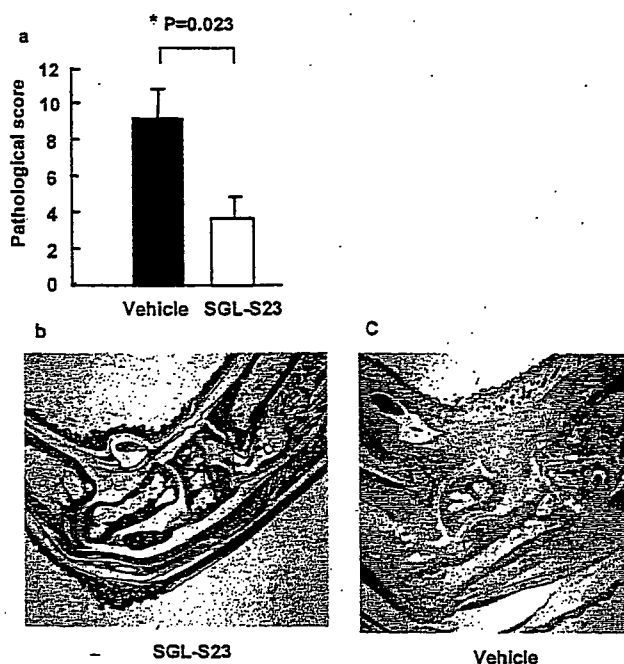 * P=0.023
a
12
10
8
6
4
2
0
Pathological score
Vehicle SGL-S23
b
C
– SGL-S23
Vehicle